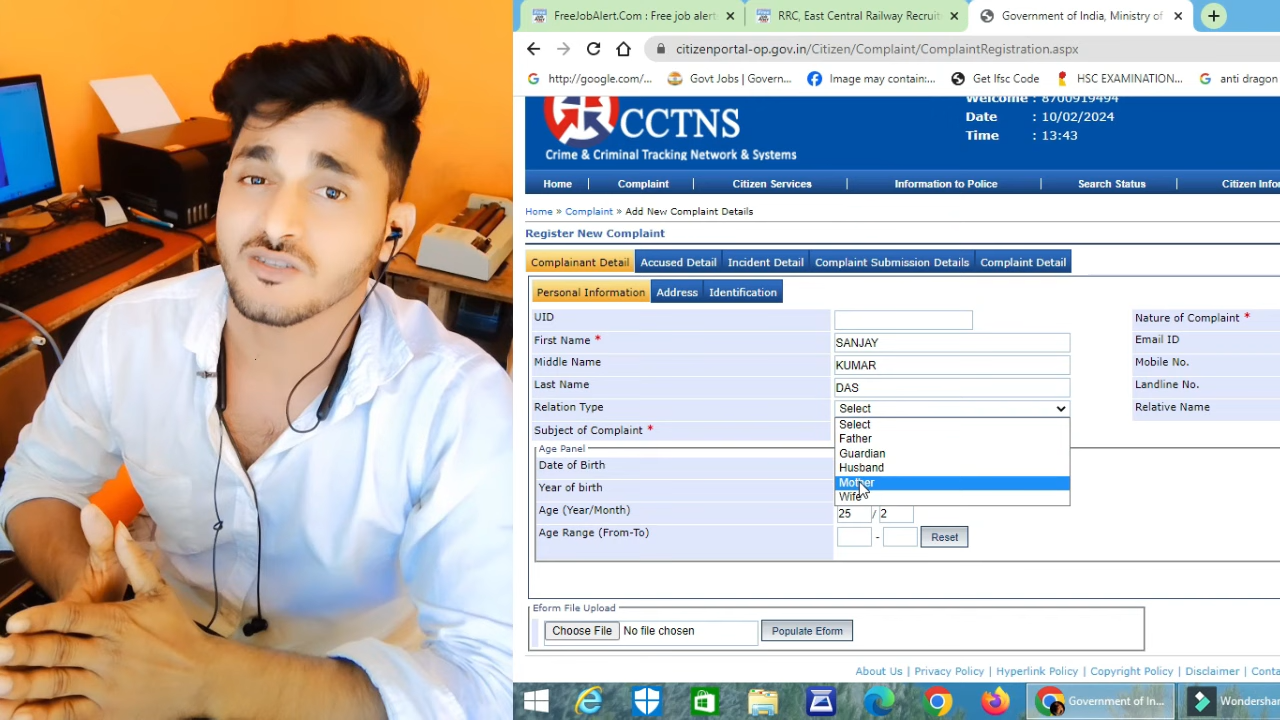 FreeJobAlert.Com : Free job alert
RRC, East Central Railway Recruit
Government of India, Ministry of
citizenportal-op.gov.in/Citizen/Complaint/ComplaintRegistration.aspx
http://google.com/...
Govt Jobs | Govern...
Image may contain:...
Get Ifsc Code
HSC EXAMINATION...
anti dragon
CCTNS
Crime & Criminal Tracking Network & Systems
Welcome : 8700919494
Date : 10/02/2024
Time : 13:43
Home | Complaint | Citizen Services | Information to Police | Search Status | Citizen Infor
Home » Complaint » Add New Complaint Details
Register New Complaint
Complainant Detail Accused Detail Incident Detail Complaint Submission Details Complaint Detail
Personal Information Address Identification
UID Nature of Complaint *
First Name * SANJAY Email ID
Middle Name KUMAR Mobile No.
Last Name DAS Landline No.
Relation Type Select Relative Name
Select
Subject of Complaint *
Father
Age Panel
Guardian
Date of Birth Husband
Mother
Year of birth
Wife
Age (Year/Month) 25 / 2
Age Range (From-To) - Reset
Eform File Upload
Choose File No file chosen Populate Eform
About Us | Privacy Policy | Hyperlink Policy | Copyright Policy | Disclaimer | Conta
Government of In...
Wondershar